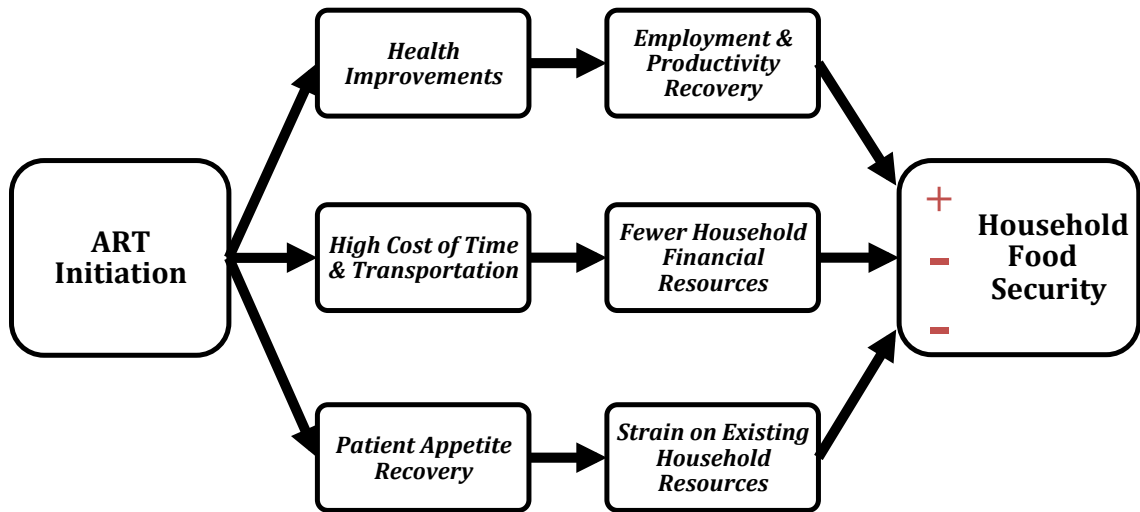 Health
Improvements
Employment &
Productivity
Recovery
ART
Initiation
High Cost of Time
& Transportation
Fewer Household
Financial
Resources
+
-
-
Household
Food
Security
Patient Appetite
Recovery
Strain on Existing
Household
Resources